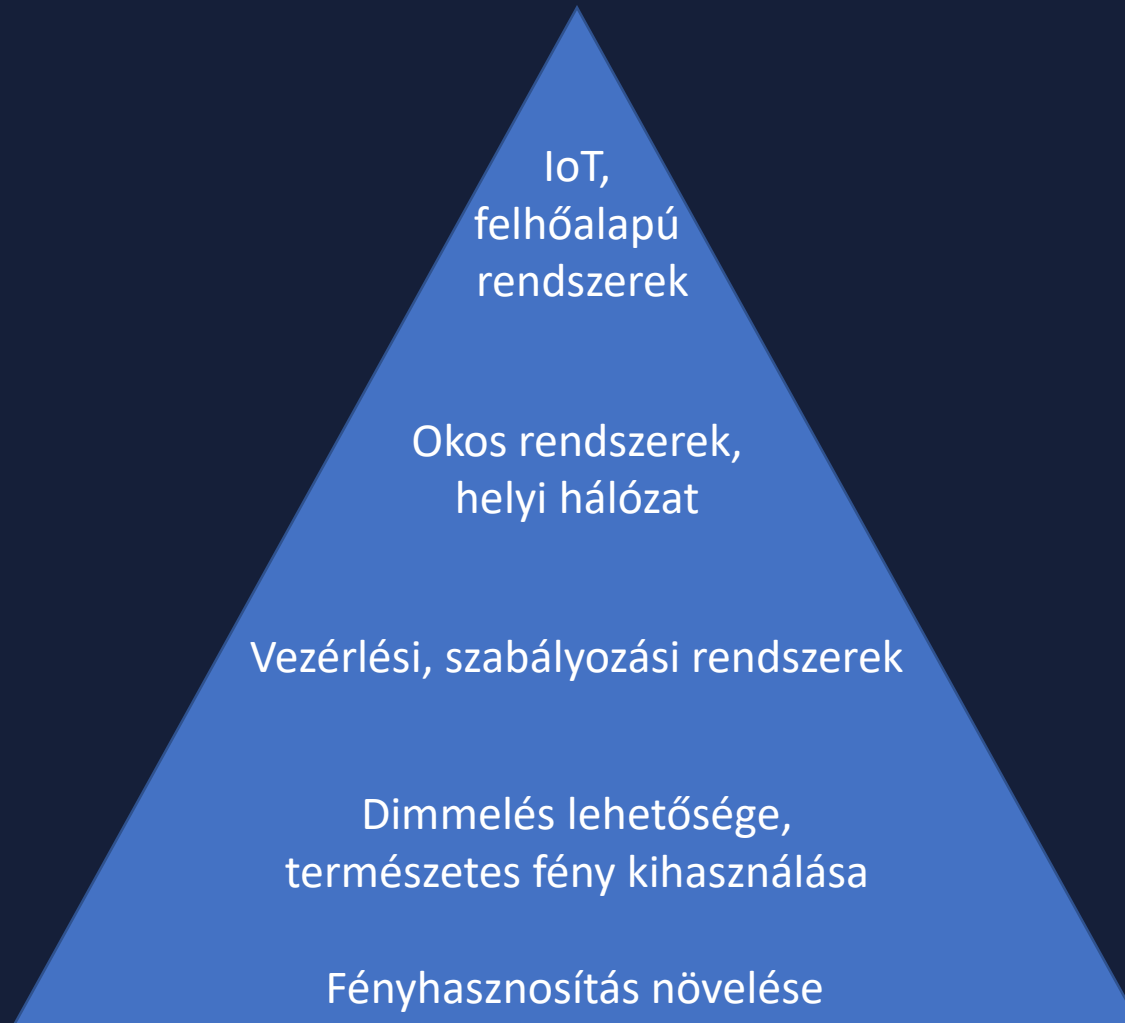 IoT,
felhőalapú
rendszerek
Okos rendszerek,
helyi hálózat
Vezérlési, szabályozási rendszerek
Dimmelés lehetősége,
természetes fény kihasználása
Fényhasznosítás növelése